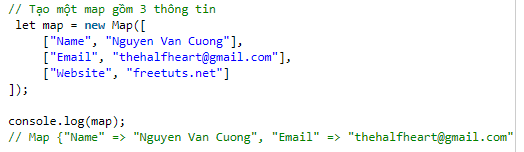 // Tạo một map gồm 3 thông tin
let map = new Map([
["Name", "Nguyen Van Cuong"],
["Email", "thehalfheart@gmail.com"],
["Website", "freetuts.net"]
]);
console.log(map);
// Map {"Name" => "Nguyen Van Cuong", "Email" => "thehalfheart@gmail.com"